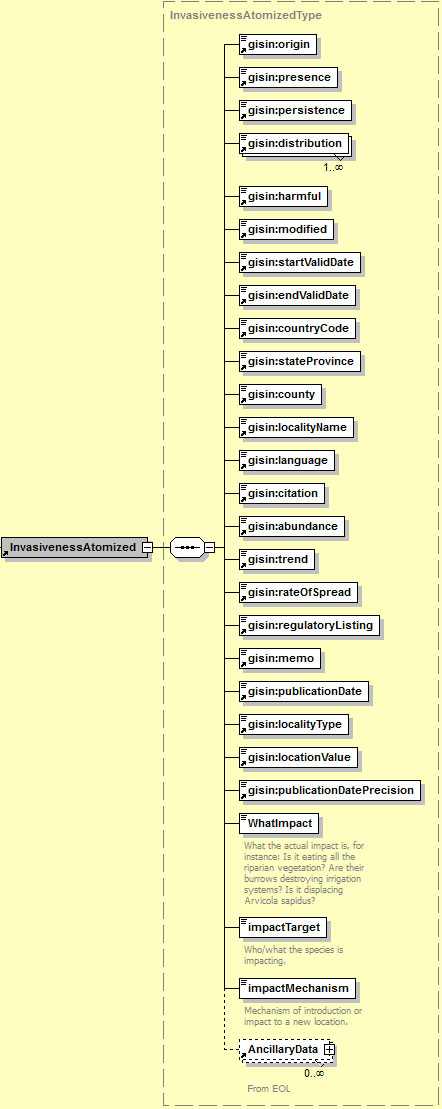 InvasivenessAtomizedType
gisin:origin
gisin:presence
gisin:persistence
gisin:distribution
1..∞
gisin:harmful
gisin:modified
gisin:startValidDate
gisin:endValidDate
gisin:countryCode
gisin:stateProvince
gisin:county
gisin:localityName
gisin:language
gisin:citation
gisin:abundance
InvasivenessAtomized
gisin:trend
gisin:rateOfSpread
gisin:regulatoryListing
gisin:memo
gisin:publicationDate
gisin:localityType
gisin:locationValue
gisin:publicationDatePrecision
WhatImpact
What the actual impact is, for
instance: Is it eating all the
riparian vegetation? Are their
burrows destroying irrigation
systems? Is it displacing
Arvicola sapidus?
impactTarget
Who/what the species is
impacting.
impactMechanism
Mechanism of introduction or
impact to a new location.
AncillaryData
0..∞
From EOL